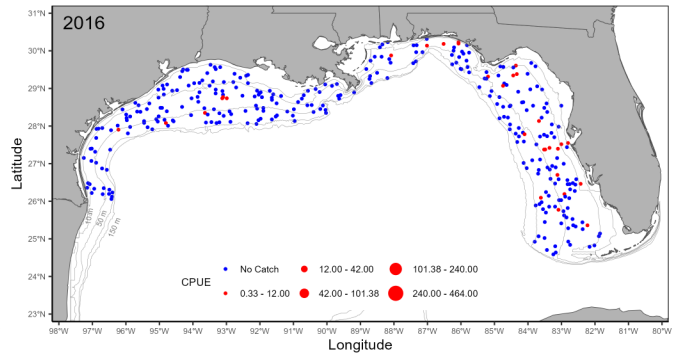 2016
31°N
30°N
29°N
28°N
27°N
26°N
25°N
24°N
23°N
Latitude
10 m
50 m
150 m
CPUE
No Catch
12.00 - 42.00
101.38 - 240.00
0.33 - 12.00
42.00 - 101.38
240.00 - 464.00
98°W 97°W 96°W 95°W 94°W 93°W 92°W 91°W 90°W 89°W 88°W 87°W 86°W 85°W 84°W 83°W 82°W 81°W 80°W
Longitude